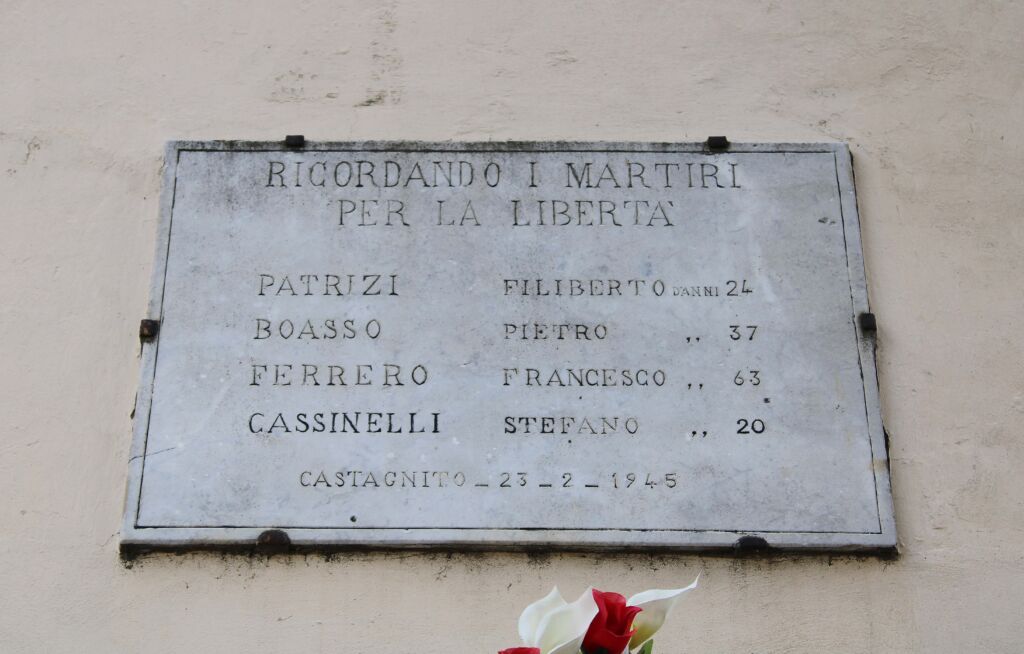 RICORDANDO I MARTIRI
PER LA LIBERTÀ
PATRIZI FILIBERTO D'ANNI 24
BOASSO PIETRO ,, 37
FERRERO FRANCESCO ,, 63
CASSINELLI STEFANO ,, 20
CASTAGNITO _ 23 _ 2 _ 1945